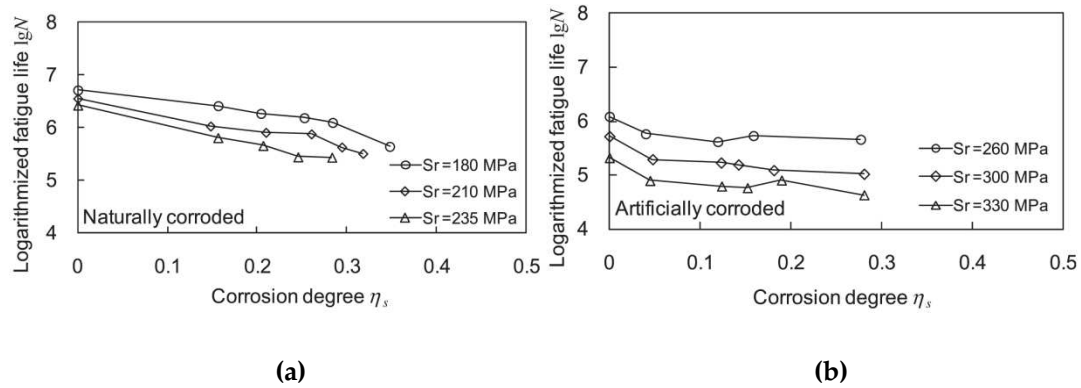 8
7
6
5
4
Logarithmized fatigue life lgN
Sr=180 MPa
Sr=210 MPa
Sr=235 MPa
Naturally corroded
0 0.1 0.2 0.3 0.4 0.5
Corrosion degree ηs
(a)
8
7
6
5
4
Logarithmized fatigue life lgN
Sr=260 MPa
Sr=300 MPa
Sr=330 MPa
Artificially corroded
0 0.1 0.2 0.3 0.4 0.5
Corrosion degree ηs
(b)